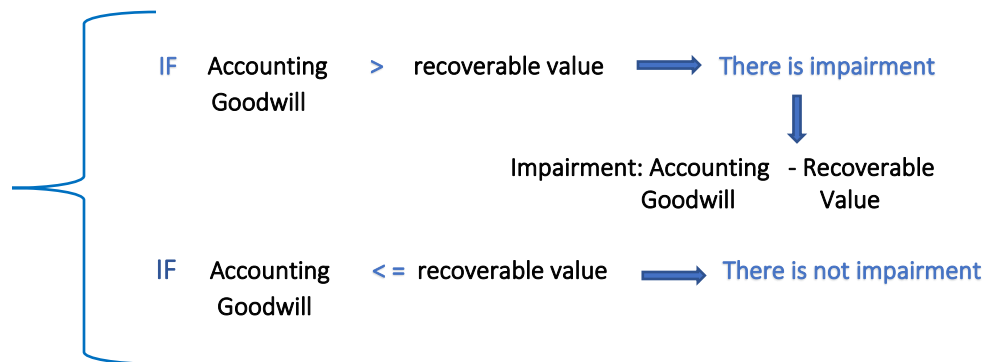 IF Accounting > recoverable value There is impairment
Goodwill
Impairment: Accounting - Recoverable
Goodwill Value
IF Accounting < = recoverable value There is not impairment
Goodwill